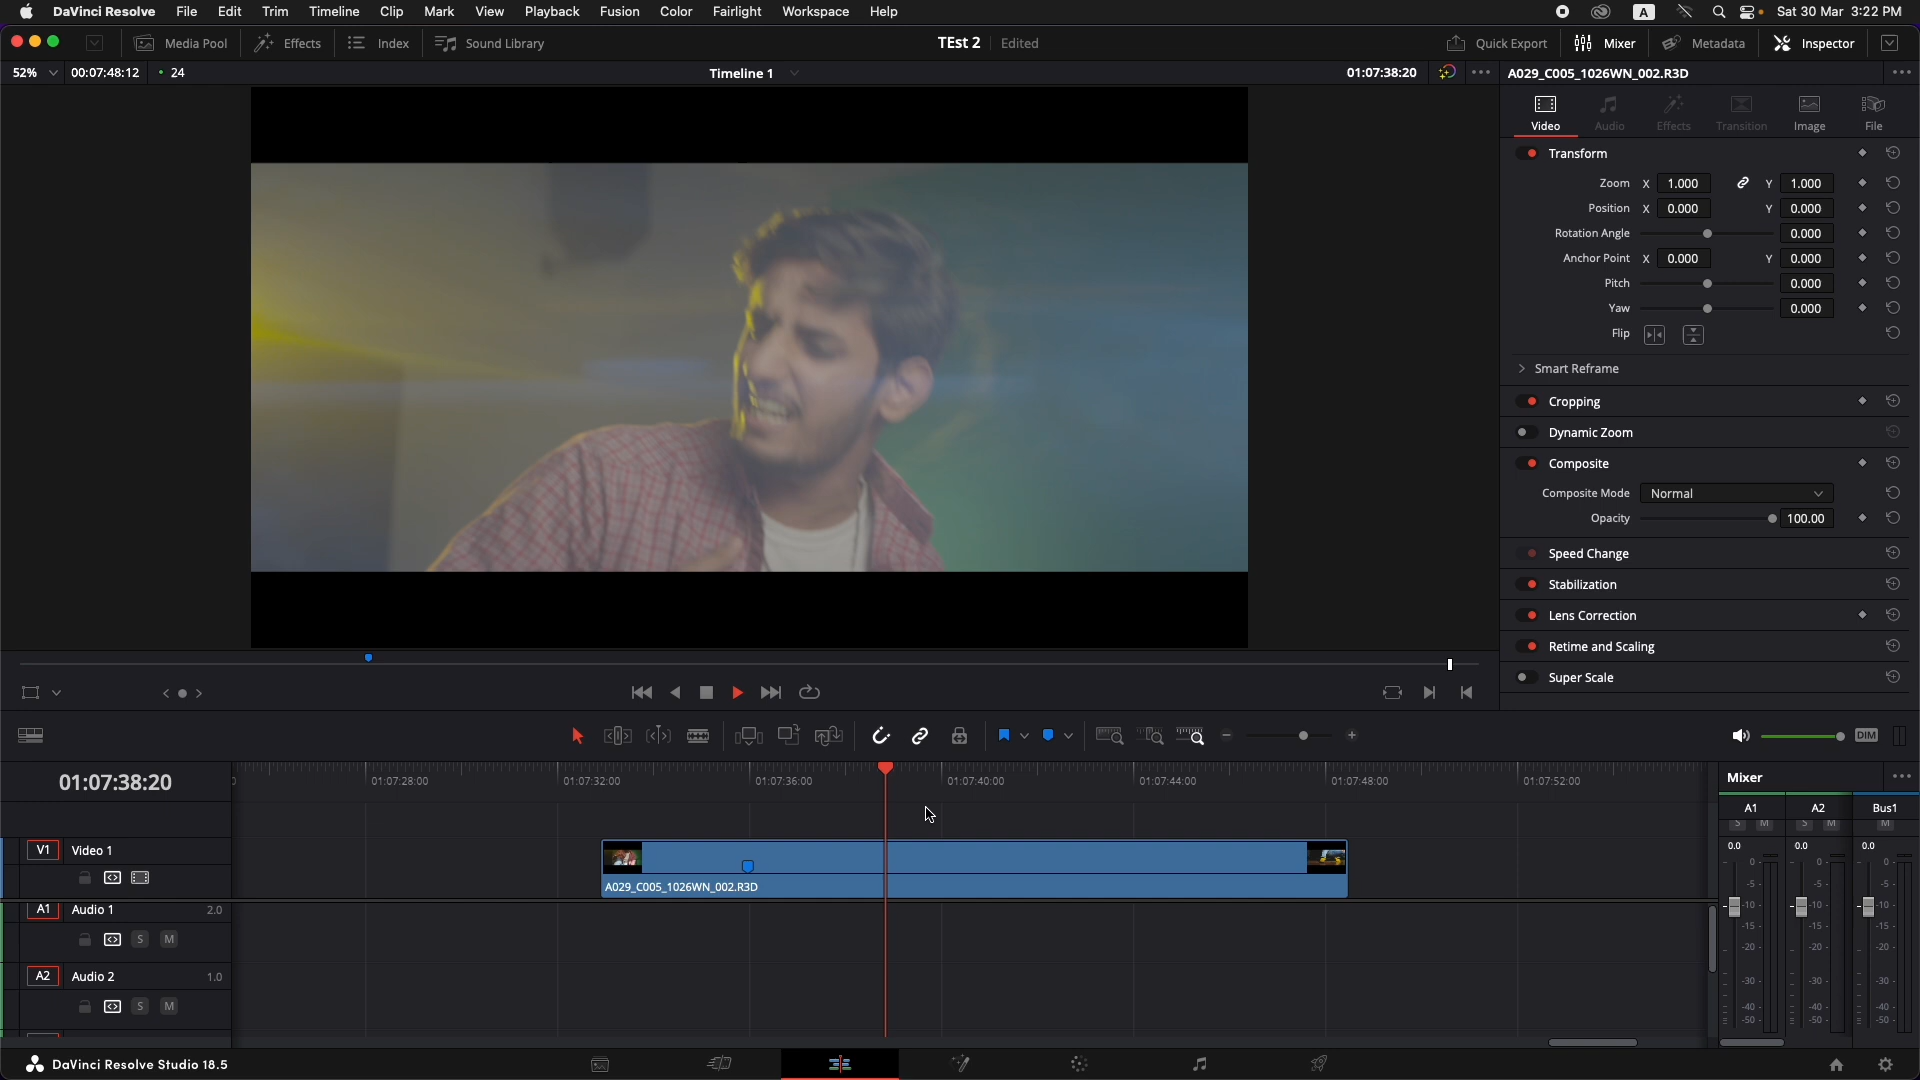 DaVinci Resolve File Edit Trim Timeline Clip Mark View Playback Fusion Color Fairlight Workspace Help A Sat 30 Mar 3:22 PM
Media Pool Effects Index Sound Library TEst 2 Edited Quick Export Mixer Metadata Inspector
52% 00:07:48:12 24 Timeline 1 01:07:38:20 A029_C005_1026WN_002.R3D
Video Audio Effects Transition Image File
Transform
Zoom X 1.000 Y 1.000
Position X 0.000 Y 0.000
Rotation Angle 0.000
Anchor Point X 0.000 Y 0.000
Pitch 0.000
Yaw 0.000
Flip
Smart Reframe
Cropping
Dynamic Zoom
Composite
Composite Mode Normal
Opacity 100.00
Speed Change
Stabilization
Lens Correction
Retime and Scaling
Super Scale
DIM
01:07:38:20 01:07:28:00 01:07:32:00 01:07:36:00 01:07:40:00 01:07:44:00 01:07:48:00 01:07:52:00 Mixer
A1 A2 Bus1
S M S M M
0.0 0.0 0.0
V1 Video 1
A029_C005_1026WN_002.R3D
A1 Audio 1 2.0
S M
A2 Audio 2 1.0
S M
0 0 0
-5 -5 -5
-10 -10 -10
-15 -15 -15
-20 -20 -20
-30 -30 -30
-40 -40 -40
-50 -50 -50
DaVinci Resolve Studio 18.5